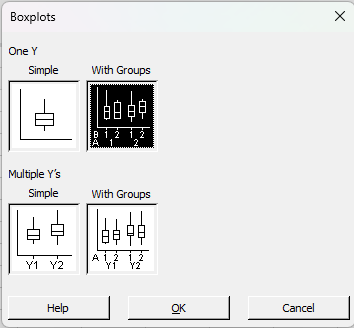 Boxplots
One Y
Simple With Groups
B 1 2 1 2
A 1 2
Multiple Y's
Simple With Groups
Y1 Y2
A 1 2 1 2
Y1 Y2
Help OK Cancel